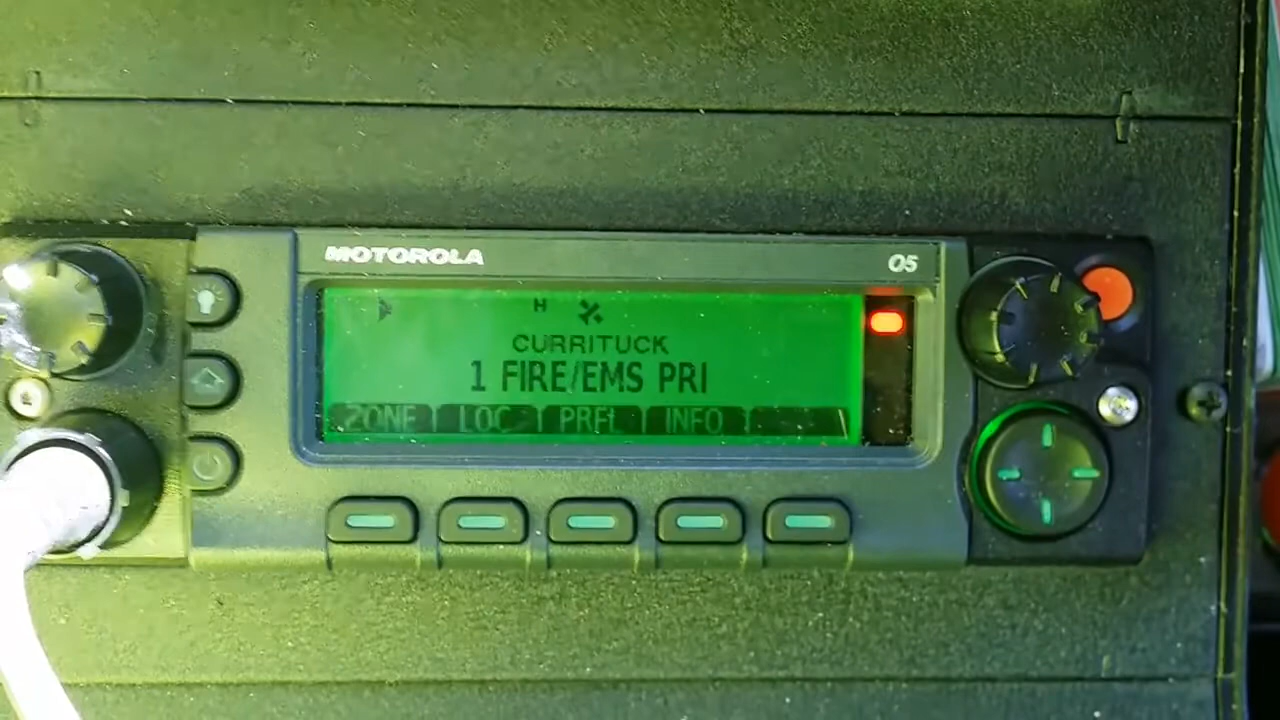 MOTOROLA
O5
H
CURRITUCK
1 FIRE/EMS PRI
ZONE LOC PRFL INFO